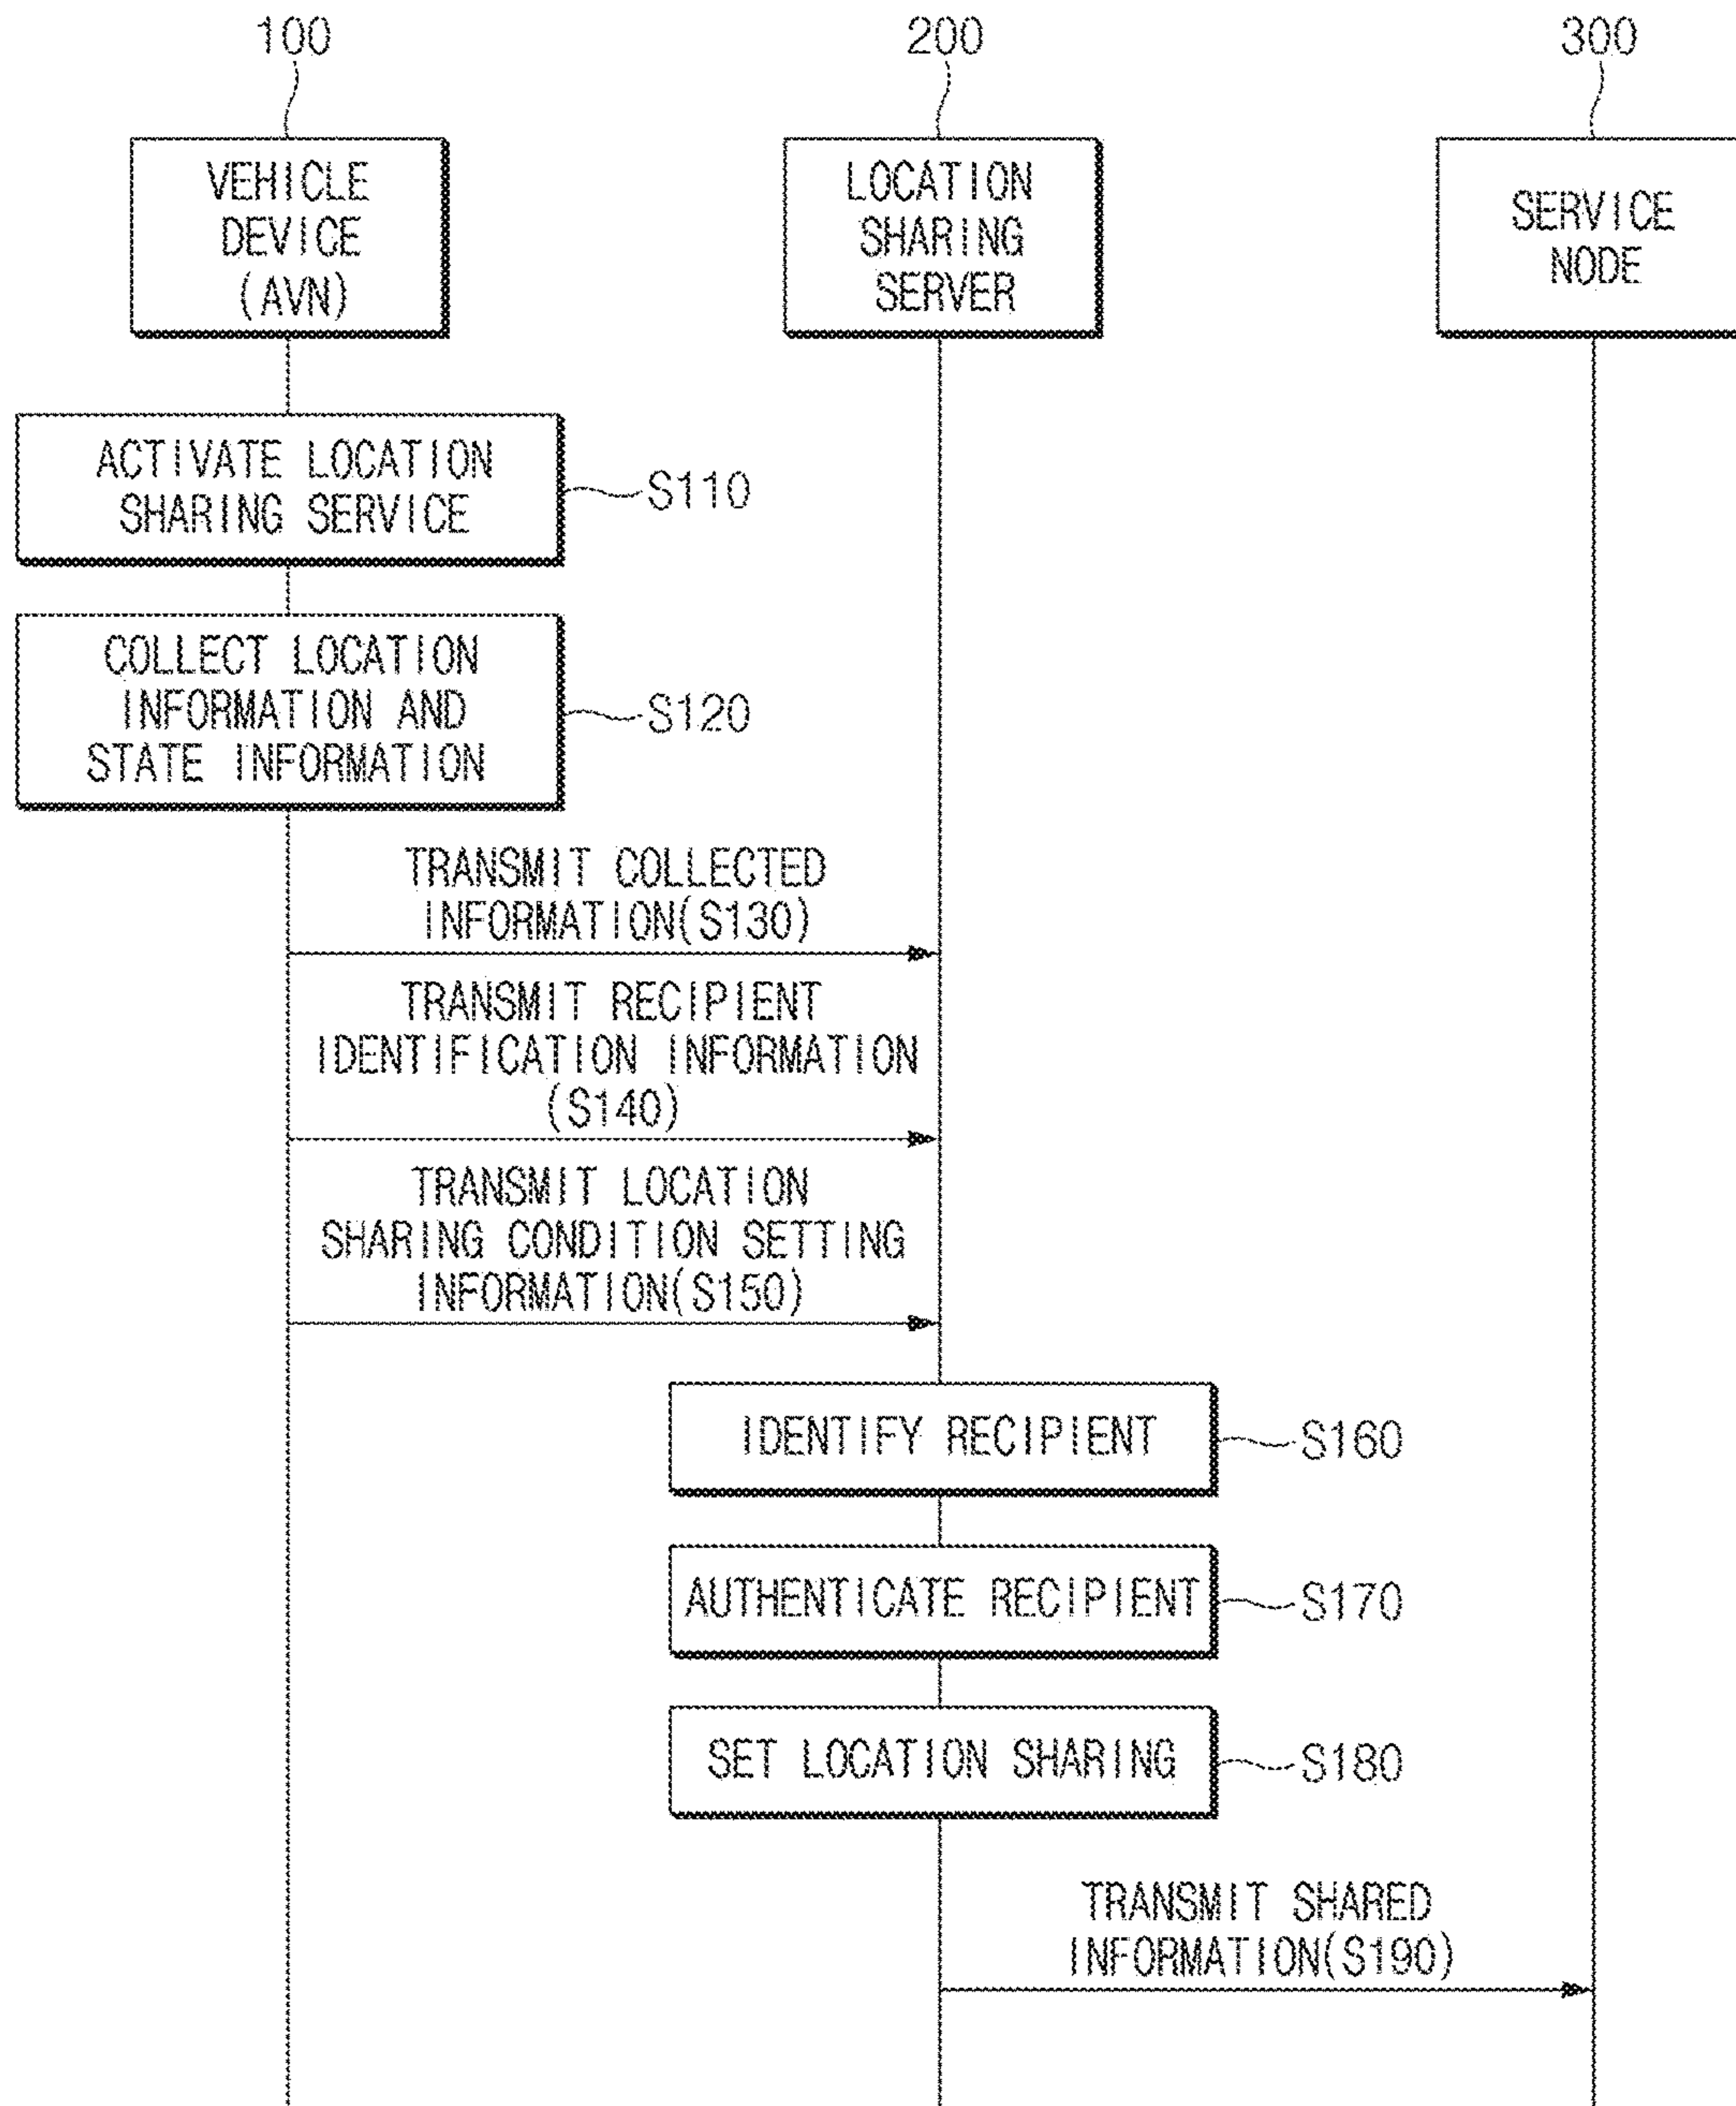 100
200
300
VEHICLE
DEVICE
(AVN)
LOCATION
SHARING
SERVER
SERVICE
NODE
ACTIVATE LOCATION
SHARING SERVICE
S110
COLLECT LOCATION
INFORMATION AND
STATE INFORMATION
S120
TRANSMIT COLLECTED
INFORMATION(S130)
TRANSMIT RECIPIENT
IDENTIFICATION INFORMATION
(S140)
TRANSMIT LOCATION
SHARING CONDITION SETTING
INFORMATION(S150)
IDENTIFY RECIPIENT
S160
AUTHENTICATE RECIPIENT
S170
SET LOCATION SHARING
S180
TRANSMIT SHARED
INFORMATION(S190)